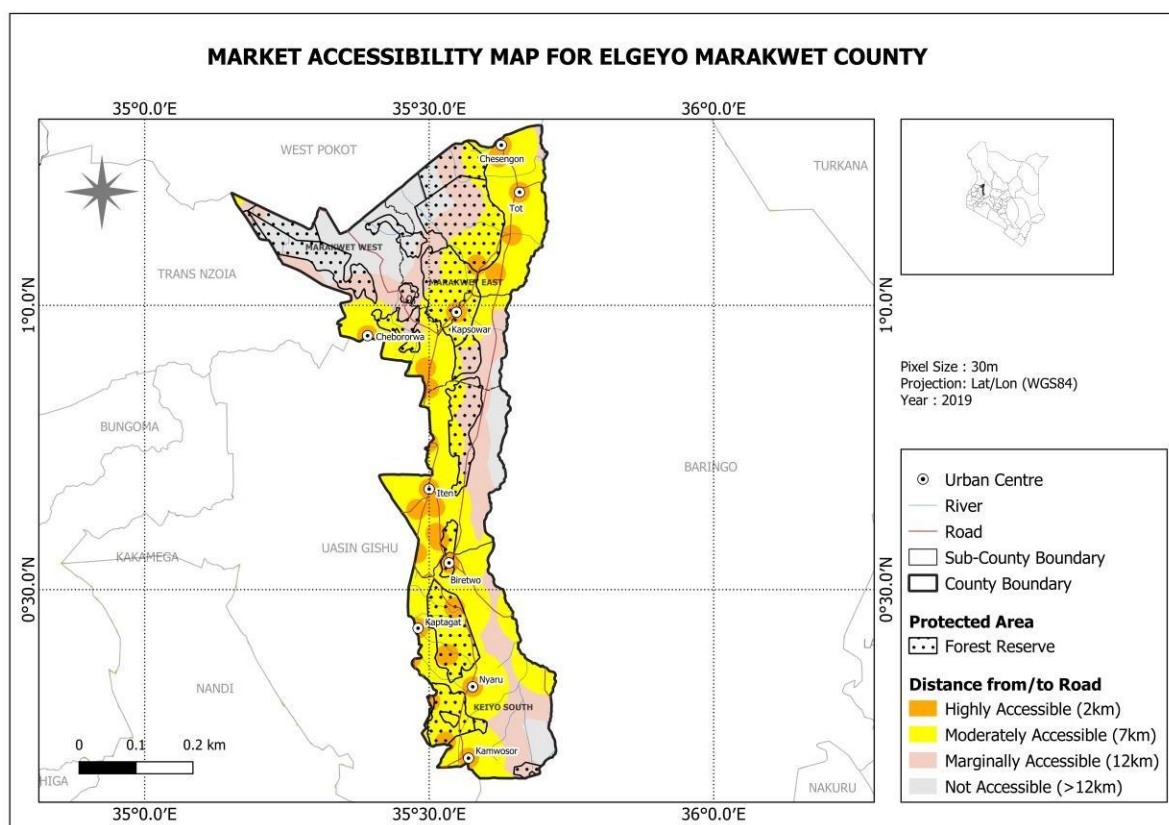 MARKET ACCESSIBILITY MAP FOR ELGEYO MARAKWET COUNTY
35°0.0′E 35°30.0′E 36°0.0′E
WEST POKOT
TURKANA
Chesengon
Tot
MARAKWET WEST
TRANS NZOIA
MARAKWET EAST
1°0.0′N 1°0.0′N
Kapsowar
Chebororwa
BUNGOMA
BARINGO
Iten
UASIN GISHU
KAKAMEGA
Biretwo
0°30.0′N 0°30.0′N
Kaptagat
LA
NANDI
Nyaru
KEIYO SOUTH
0 0.1 0.2 km
Kamwosor
HIGA
NAKURU
35°0.0′E 35°30.0′E 36°0.0′E
Pixel Size : 30m
Projection: Lat/Lon (WGS84)
Year : 2019
Urban Centre
River
Road
Sub-County Boundary
County Boundary
Protected Area
Forest Reserve
Distance from/to Road
Highly Accessible (2km)
Moderately Accessible (7km)
Marginally Accessible (12km)
Not Accessible (>12km)